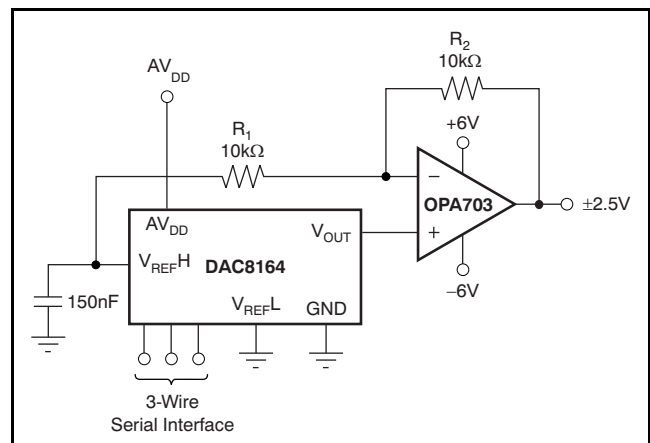 R2
10kΩ
AVDD
+6V
R1
10kΩ
−
OPA703
±2.5V
+
AVDD
VOUT
VREFH
DAC8164
−6V
150nF
VREFL
GND
3-Wire
Serial Interface